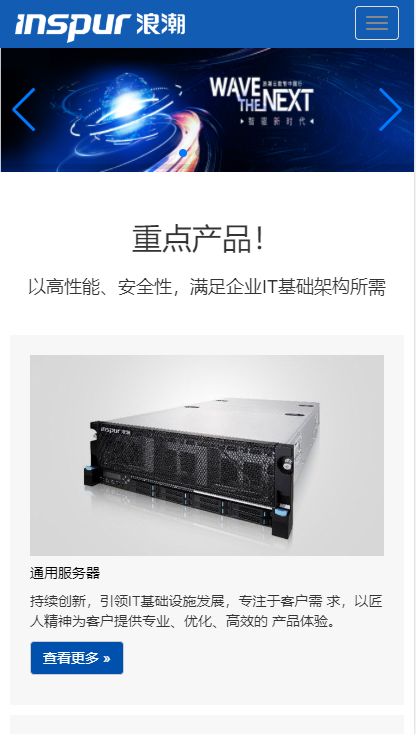 inspur 浪潮
WAVE
THE NEXT
智驱新时代
重点产品！
以高性能、安全性，满足企业IT基础架构所需
inspur 浪潮
通用服务器
持续创新，引领IT基础设施发展，专注于客户需 求，以匠
人精神为客户提供专业、优化、高效的 产品体验。
查看更多 »